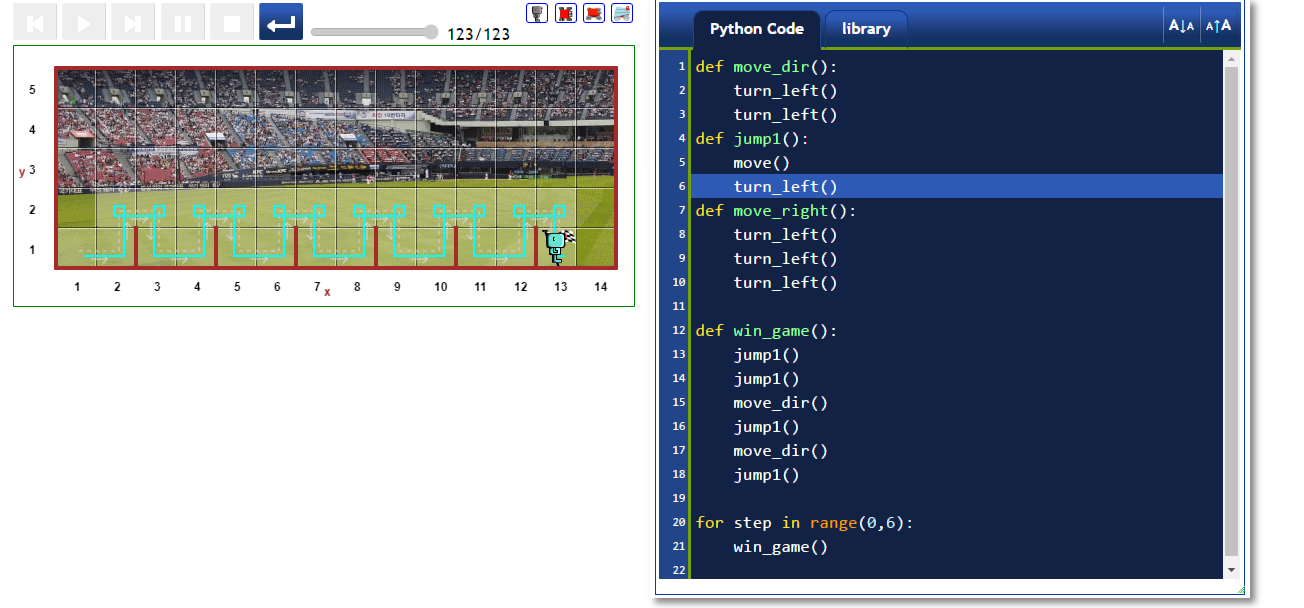 123/123
5
4
y 3
2
1
1 2 3 4 5 6 7 8 9 10 11 12 13 14
x
Python Code library A↓A A↑A
1 def move_dir():
2     turn_left()
3     turn_left()
4 def jump1():
5     move()
6     turn_left()
7 def move_right():
8     turn_left()
9     turn_left()
10     turn_left()
11
12 def win_game():
13     jump1()
14     jump1()
15     move_dir()
16     jump1()
17     move_dir()
18     jump1()
19
20 for step in range(0,6):
21     win_game()
22